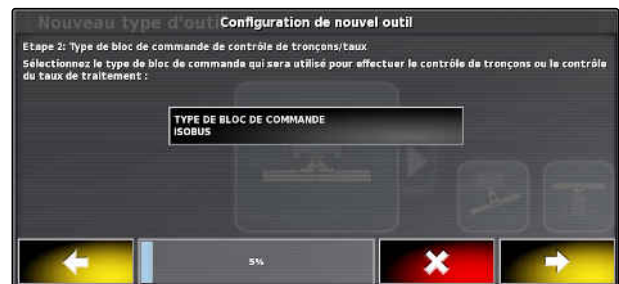 Nouveau type d'outil
Configuration de nouvel outil
Etape 2: Type de bloc de commande de contrôle de tronçons/taux
Sélectionnez le type de bloc de commande qui sera utilisé pour effectuer le contrôle de tronçons ou le contrôle
du taux de traitement :
TYPE DE BLOC DE COMMANDE
ISOBUS
5%